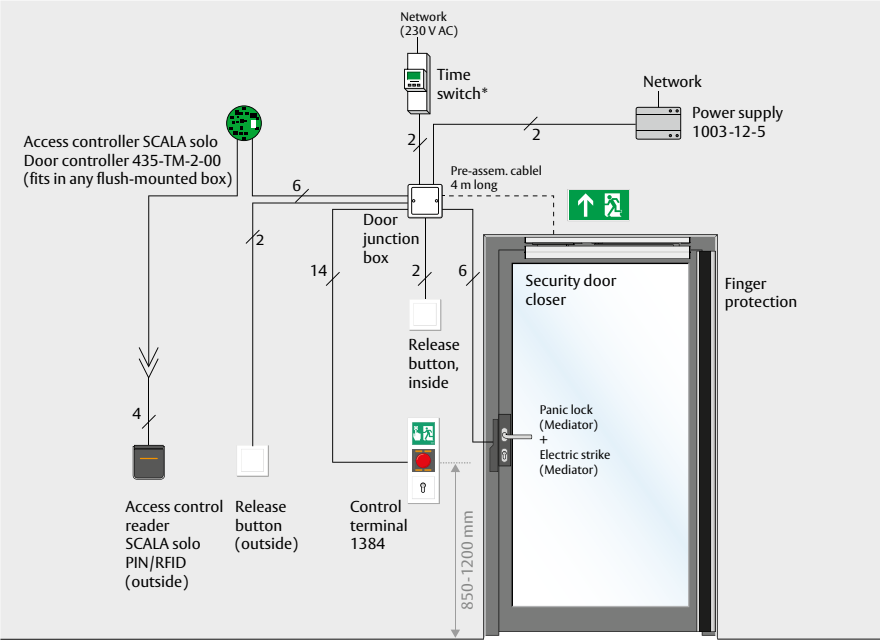 Network
(230 V AC)
Time
switch*
Network
Power supply
1003-12-5
2
2
Access controller SCALA solo
Door controller 435-TM-2-00
(fits in any flush-mounted box)
Pre-assem. cablel
4 m long
6
Door
junction
box
2
14
2
6
Security door
closer
Finger
protection
Release
button,
inside
4
Panic lock
(Mediator)
+
Electric strike
(Mediator)
Access control
reader
SCALA solo
PIN/RFID
(outside)
Release
button
(outside)
Control
terminal
1384
850-1200 mm